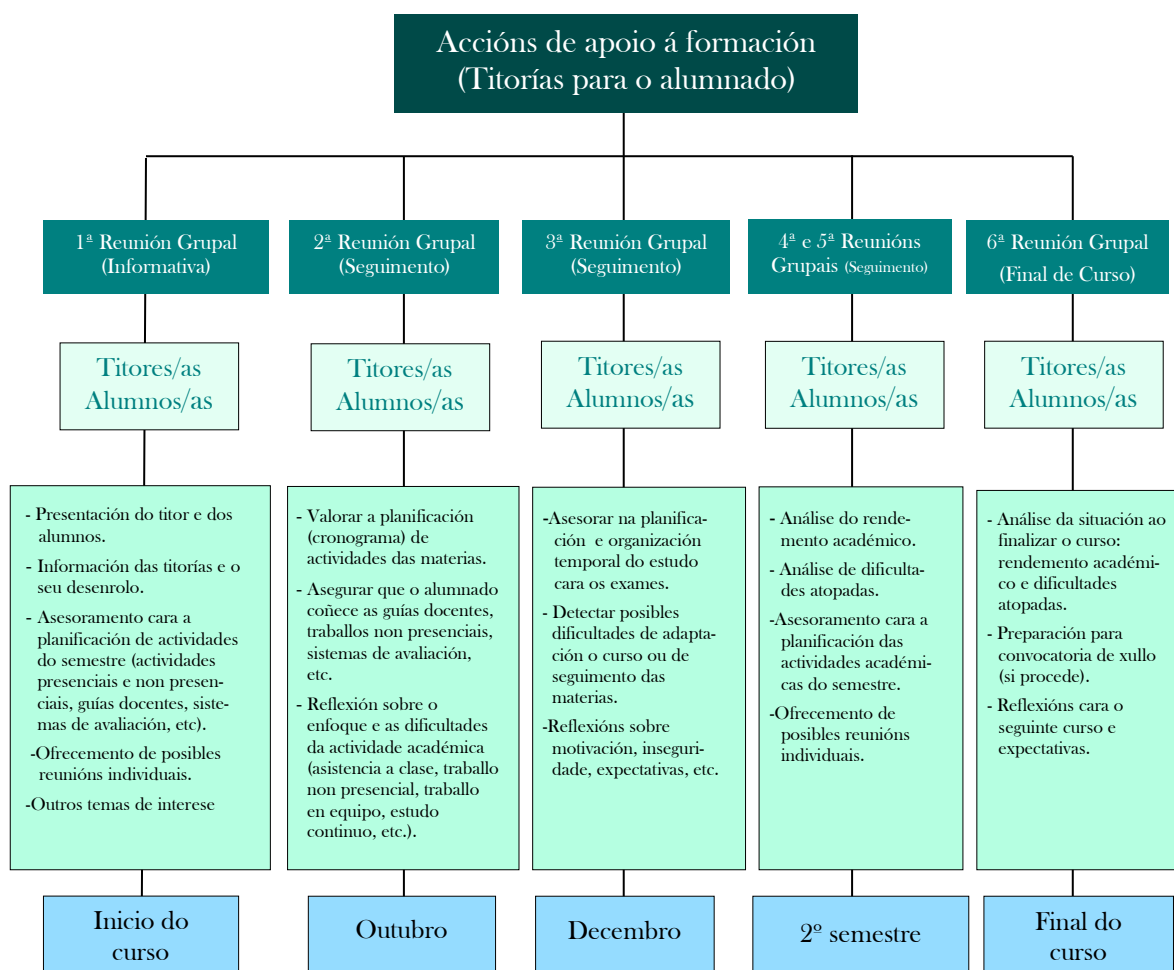 Accións de apoio á formación
(Titorías para o alumnado)
1ª Reunión Grupal
(Informativa)
Titores/as
Alumnos/as
- Presentación do titor e dos
alumnos.
- Información das titorías e o
seu desenrolo.
- Asesoramento cara a
planificación de actividades
do semestre (actividades
presenciais e non presen-
ciais, guías docentes, siste-
mas de avaliación, etc).
-Ofrecemento de posibles
reunións individuais.
-Outros temas de interese
Inicio do
curso
2ª Reunión Grupal
(Seguimento)
Titores/as
Alumnos/as
- Valorar a planificación
(cronograma) de
actividades das materias.
- Asegurar que o alumnado
coñece as guías docentes,
traballos non presenciais,
sistemas de avaliación,
etc.
- Reflexión sobre o
enfoque e as dificultades
da actividade académica
(asistencia a clase, traballo
non presencial, traballo
en equipo, estudo
continuo, etc.).
Outubro
3ª Reunión Grupal
(Seguimento)
Titores/as
Alumnos/as
-Asesorar na planifica-
ción e organización
temporal do estudo
cara os exames.
- Detectar posibles
dificultades de adapta-
ción o curso ou de
seguimento das
materias.
-Reflexións sobre
motivación, inseguri-
dade, expectativas, etc.
Decembro
4ª e 5ª Reunións
Grupais (Seguimento)
Titores/as
Alumnos/as
- Análise do rende-
mento académico.
- Análise de dificulta-
des atopadas.
-Asesoramento cara a
planificación das
actividades académi-
cas do semestre.
-Ofrecemento de
posibles reunións
individuais.
2º semestre
6ª Reunión Grupal
(Final de Curso)
Titores/as
Alumnos/as
- Análise da situación ao
finalizar o curso:
rendemento académi-
co e dificultades
atopadas.
- Preparación para
convocatoria de xullo
(si procede).
- Reflexións cara o
seguinte curso e
expectativas.
Final do
curso